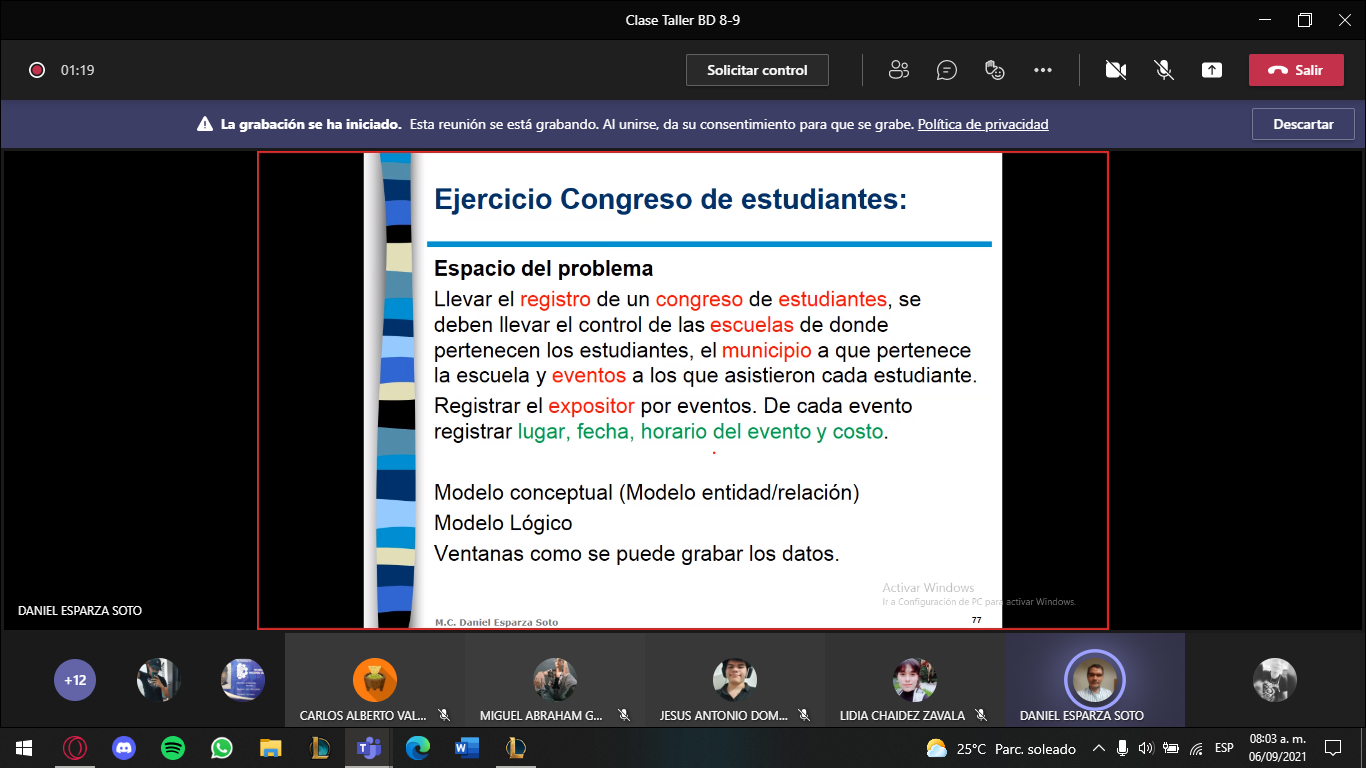 Clase Taller BD 8-9
01:19
Solicitar control
Salir
La grabación se ha iniciado. Esta reunión se está grabando. Al unirse, da su consentimiento para que se grabe. Política de privacidad
Descartar
Ejercicio Congreso de estudiantes:
Espacio del problema
Llevar el registro de un congreso de estudiantes, se
deben llevar el control de las escuelas de donde
pertenecen los estudiantes, el municipio a que pertenece
la escuela y eventos a los que asistieron cada estudiante.
Registrar el expositor por eventos. De cada evento
registrar lugar, fecha, horario del evento y costo.
Modelo conceptual (Modelo entidad/relación)
Modelo Lógico
Ventanas como se puede grabar los datos.
Activar Windows
Ir a Configuración de PC para activar Windows.
M.C. Daniel Esparza Soto
77
DANIEL ESPARZA SOTO
+12
CARLOS ALBERTO VAL...
MIGUEL ABRAHAM G...
JESUS ANTONIO DOM...
LIDIA CHAIDEZ ZAVALA
DANIEL ESPARZA SOTO
25°C Parc. soleado
ESP
08:03 a. m.
06/09/2021